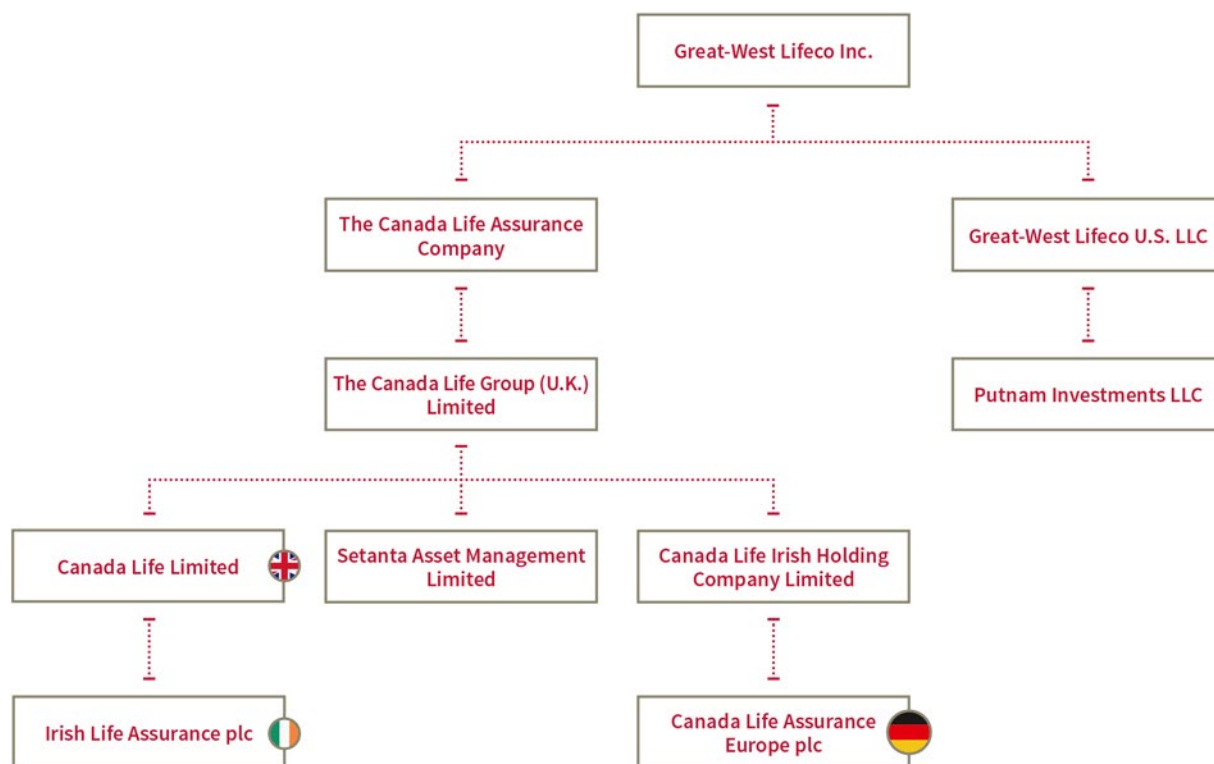 Great-West Lifeco Inc.
The Canada Life Assurance
Company
Great-West Lifeco U.S. LLC
The Canada Life Group (U.K.)
Limited
Putnam Investments LLC
Canada Life Limited
Setanta Asset Management
Limited
Canada Life Irish Holding
Company Limited
Irish Life Assurance plc
Canada Life Assurance
Europe plc